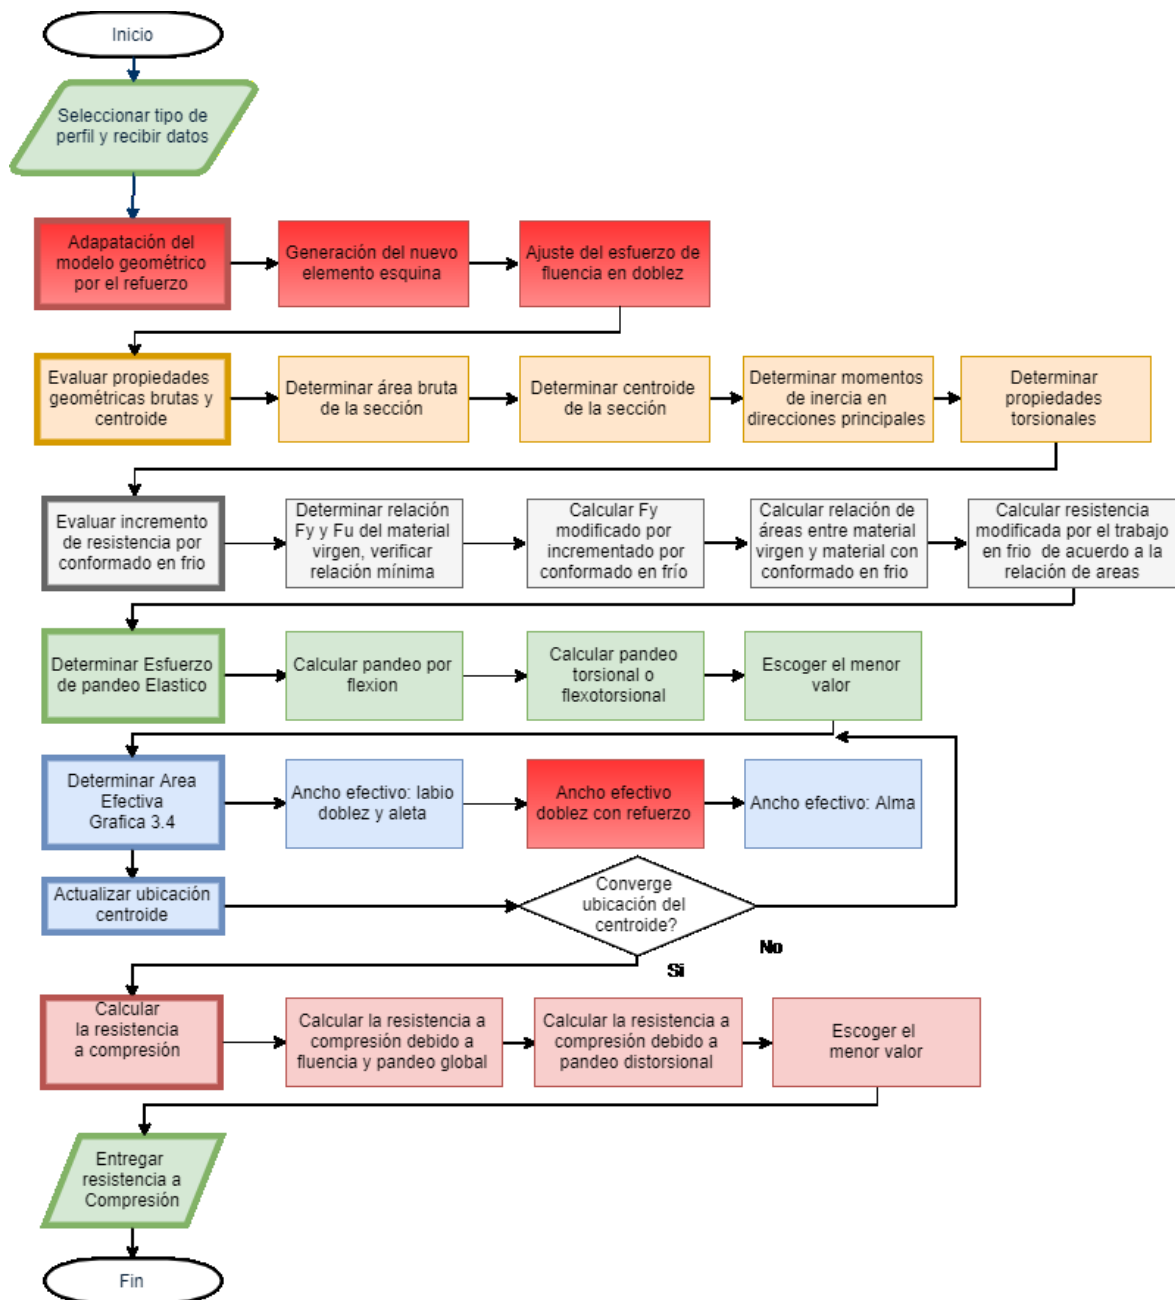 Inicio
Seleccionar tipo de
perfil y recibir datos
Adapatación del
modelo geométrico
por el refuerzo
Generación del nuevo
elemento esquina
Ajuste del esfuerzo de
fluencia en doblez
Evaluar propiedades
geométricas brutas y
centroide
Determinar área bruta
de la sección
Determinar centroide
de la sección
Determinar momentos
de inercia en
direcciones principales
Determinar
propiedades
torsionales
Evaluar incremento
de resistencia por
conformado en frio
Determinar relación
Fy y Fu del material
virgen, verificar
relación mínima
Calcular Fy
modificado por
incrementado por
conformado en frío
Calcular relación de
áreas entre material
virgen y material con
conformado en frio
Calcular resistencia
modificada por el trabajo
en frio de acuerdo a la
relación de areas
Determinar Esfuerzo
de pandeo Elastico
Calcular pandeo por
flexion
Calcular pandeo
torsional o
flexotorsional
Escoger el menor
valor
Determinar Area
Efectiva
Grafica 3.4
Ancho efectivo: labio
doblez y aleta
Ancho efectivo
doblez con refuerzo
Ancho efectivo: Alma
Actualizar ubicación
centroide
Converge
ubicación del
centroide?
No
Si
Calcular
la resistencia
a compresión
Calcular la resistencia a
compresión debido a
fluencia y pandeo global
Calcular la resistencia a
compresión debido a
pandeo distorsional
Escoger el
menor valor
Entregar
resistencia a
Compresión
Fin